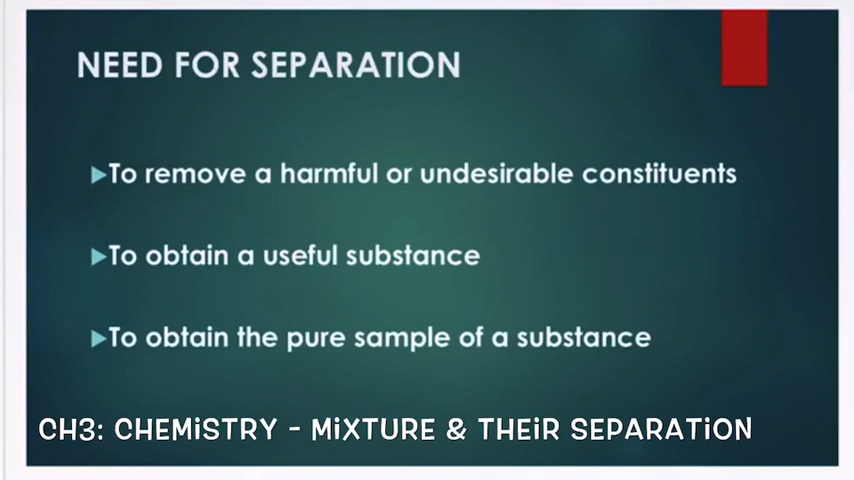 NEED FOR SEPARATION
▶To remove a harmful or undesirable constituents
▶To obtain a useful substance
▶To obtain the pure sample of a substance
CH3: CHEMiSTRY - MiXTURE & THEiR SEPARATiON